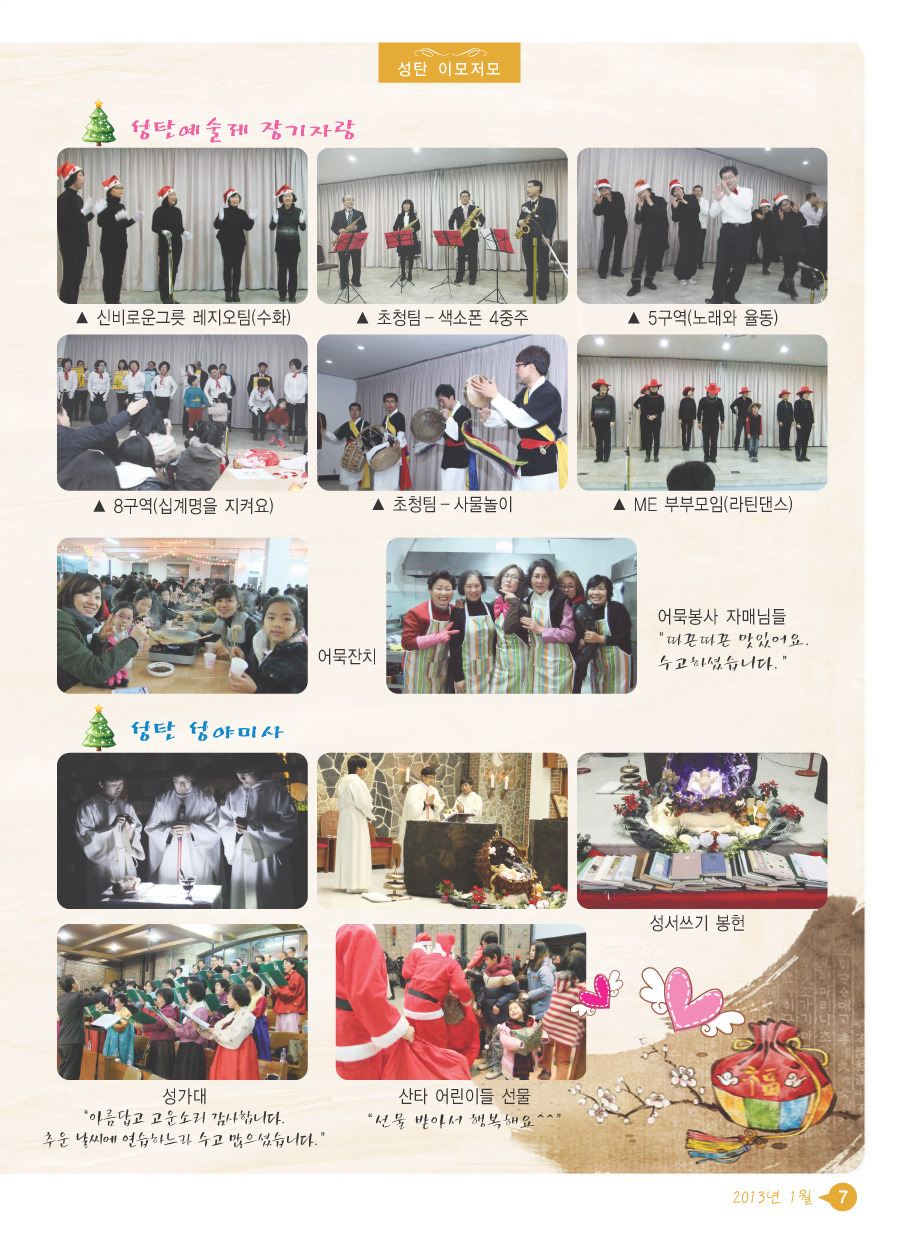 성탄 이모저모
성탄예술제 장기자랑
▲ 신비로운그릇 레지오팀(수화)
▲ 초청팀 – 색소폰 4중주
▲ 5구역(노래와 율동)
▲ 8구역(십계명을 지켜요)
▲ 초청팀 – 사물놀이
▲ ME 부부모임(라틴댄스)
어묵잔치
어묵봉사 자매님들
“따끈따끈 맛있어요.
수고하셨습니다.”
성탄 성야미사
성서쓰기 봉헌
성가대
“아름답고 고운소리 감사합니다.
추운 날씨에 연습하느라 수고 많으셨습니다.”
산타 어린이들 선물
“선물 받아서 행복해요^^”
福
2013년 1월 7